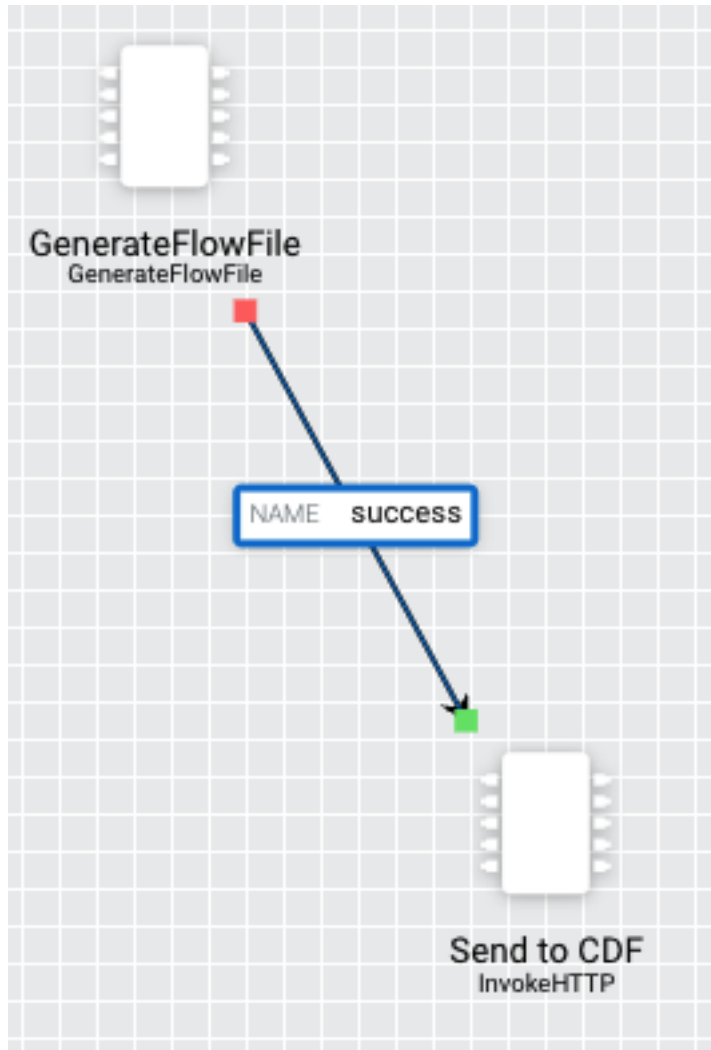 GenerateFlowFile
GenerateFlowFile
NAME success
Send to CDF
InvokeHTTP